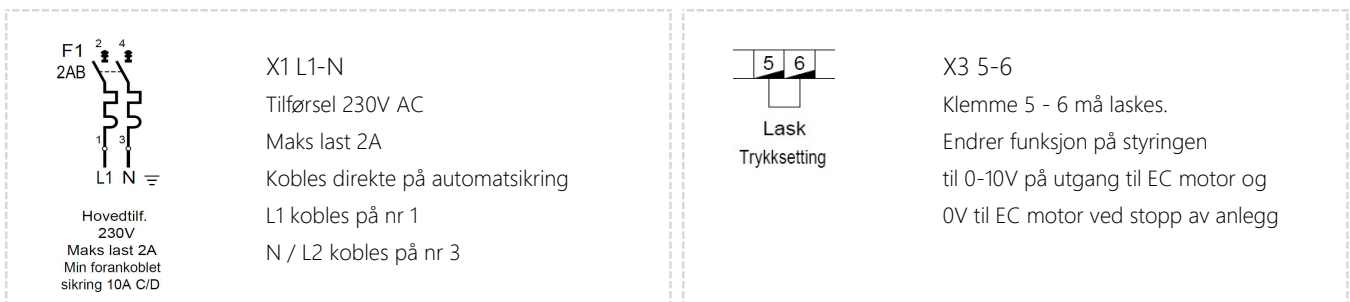 F1
2AB
2 4
1 3
L1 N
Hovedtilf.
230V
Maks last 2A
Min forankoblet
sikring 10A C/D
X1 L1-N
Tilførsel 230V AC
Maks last 2A
Kobles direkte på automatsikring
L1 kobles på nr 1
N / L2 kobles på nr 3
5 6
Lask
Trykksetting
X3 5-6
Klemme 5 - 6 må laskes.
Endrer funksjon på styringen
til 0-10V på utgang til EC motor og
0V til EC motor ved stopp av anlegg